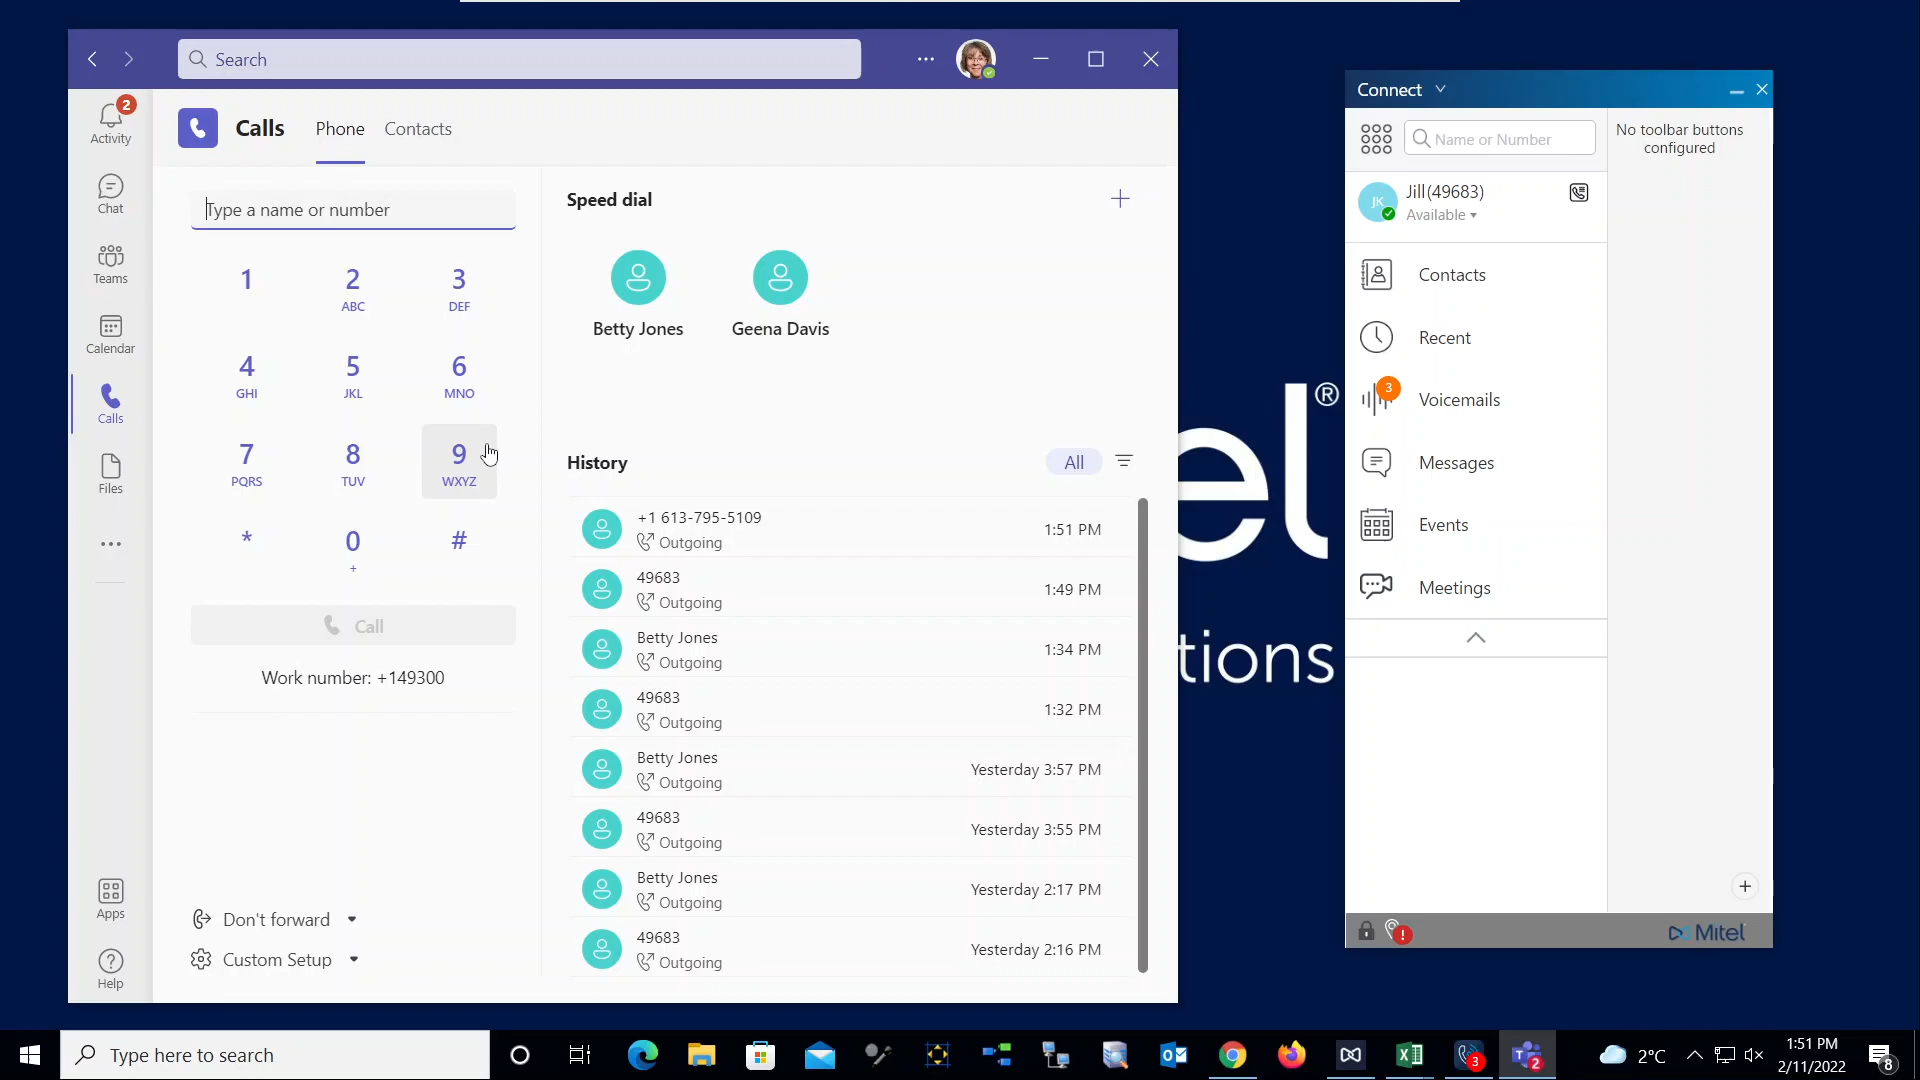 Search
...
Activity
2
Chat
Teams
Calendar
Calls
Files
Apps
Help
Calls
Phone
Contacts
Type a name or number
1
2
ABC
3
DEF
4
GHI
5
JKL
6
MNO
7
PQRS
8
TUV
9
WXYZ
*
0
+
#
Call
Work number: +149300
Don't forward
Custom Setup
Speed dial
Betty Jones
Geena Davis
History
All
+1 613-795-5109
Outgoing
1:51 PM
49683
Outgoing
1:49 PM
Betty Jones
Outgoing
1:34 PM
49683
Outgoing
1:32 PM
Betty Jones
Outgoing
Yesterday 3:57 PM
49683
Outgoing
Yesterday 3:55 PM
Betty Jones
Outgoing
Yesterday 2:17 PM
49683
Outgoing
Yesterday 2:16 PM
el®
tions
Connect
Name or Number
No toolbar buttons
configured
JK
Jill(49683)
Available
Contacts
Recent
3
Voicemails
Messages
Events
Meetings
+
!
Mitel
Type here to search
3
2
2°C
1:51 PM
2/11/2022
8